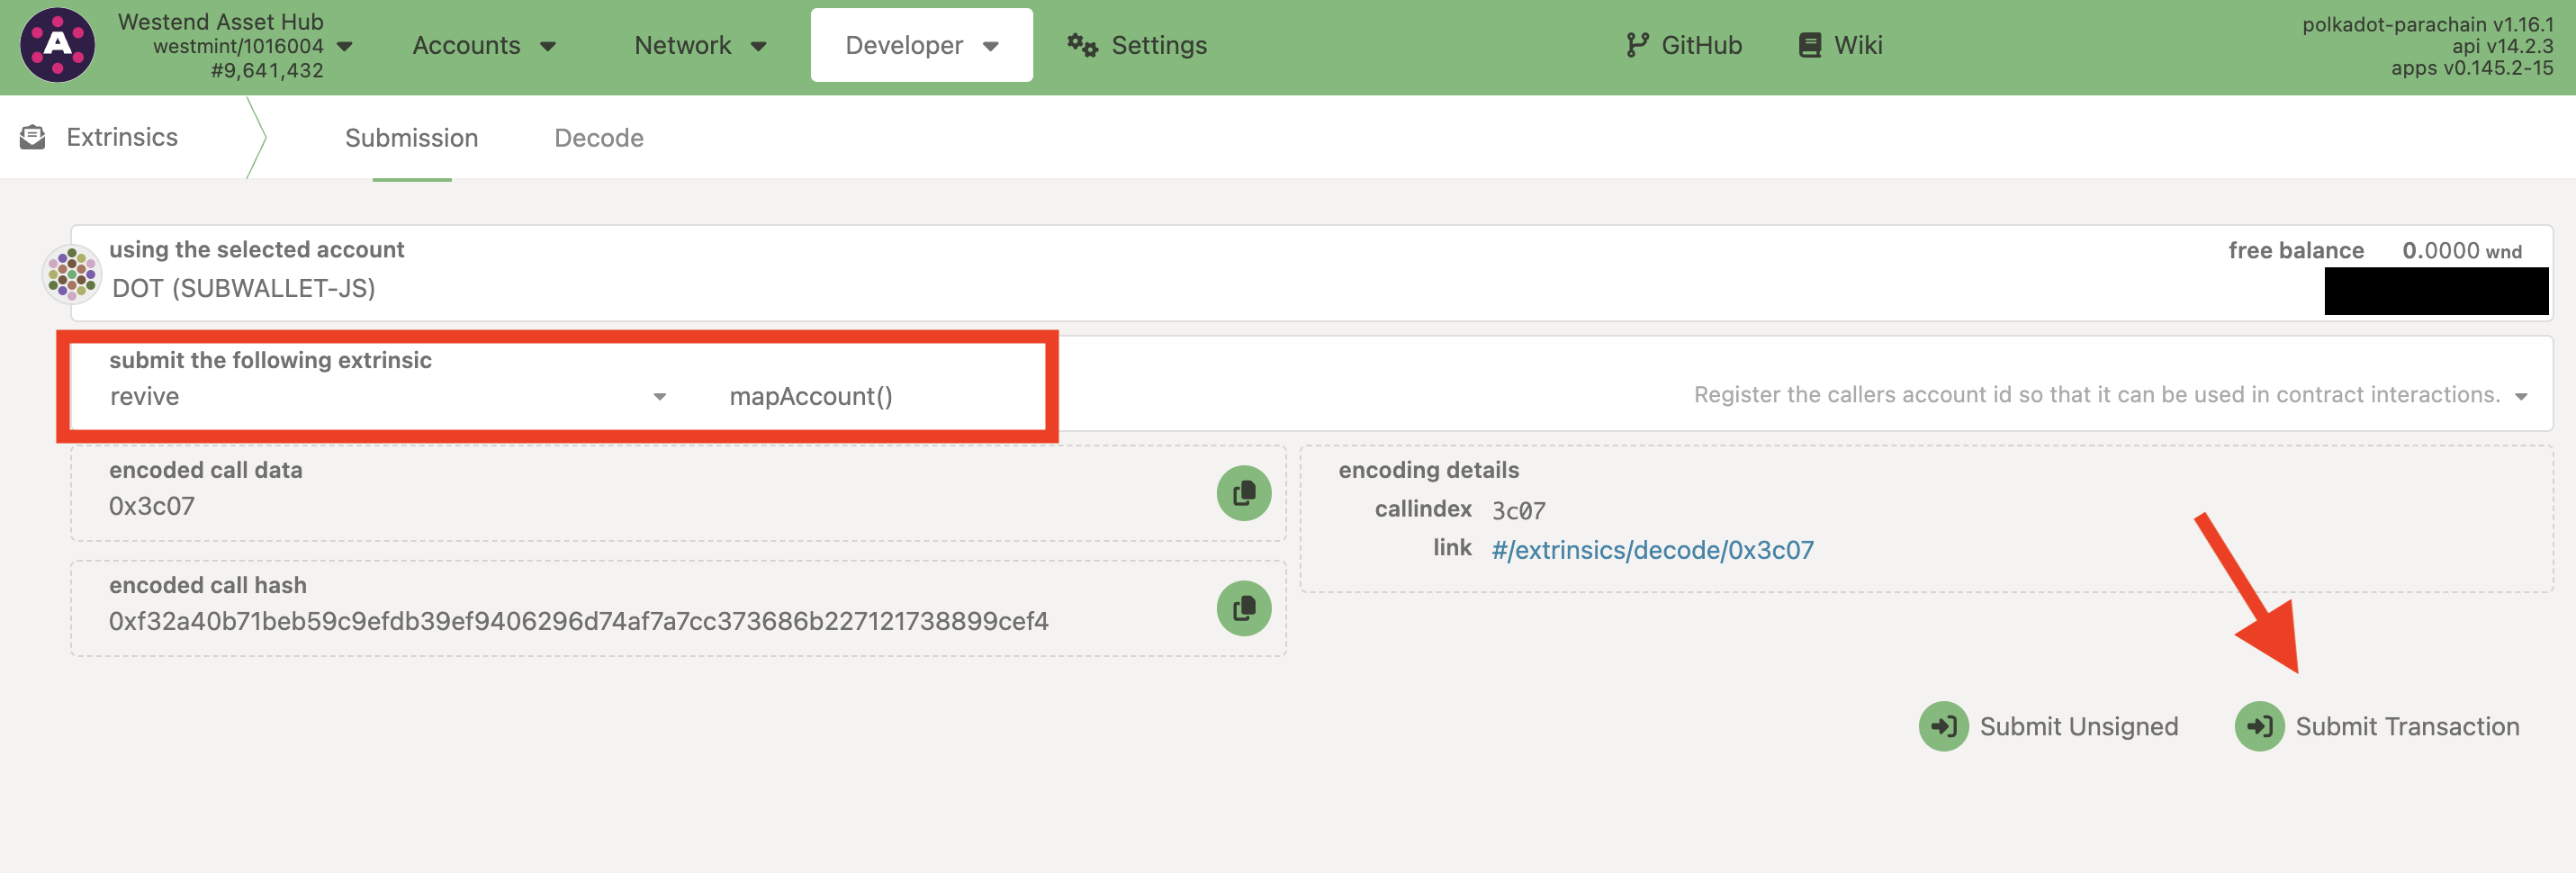 Westend Asset Hub
westmint/1016004
#9,641,432
Accounts
Network
Developer
Settings
GitHub
Wiki
polkadot-parachain v1.16.1
api v14.2.3
apps v0.145.2-15
Extrinsics
Submission
Decode
using the selected account
DOT (SUBWALLET-JS)
free balance 0.0000 WND
submit the following extrinsic
revive
mapAccount()
Register the callers account id so that it can be used in contract interactions.
encoded call data
0x3c07
encoding details
callindex 3c07
link #/extrinsics/decode/0x3c07
encoded call hash
0xf32a40b71beb59c9efdb39ef9406296d74af7a7cc373686b227121738899cef4
Submit Unsigned
Submit Transaction